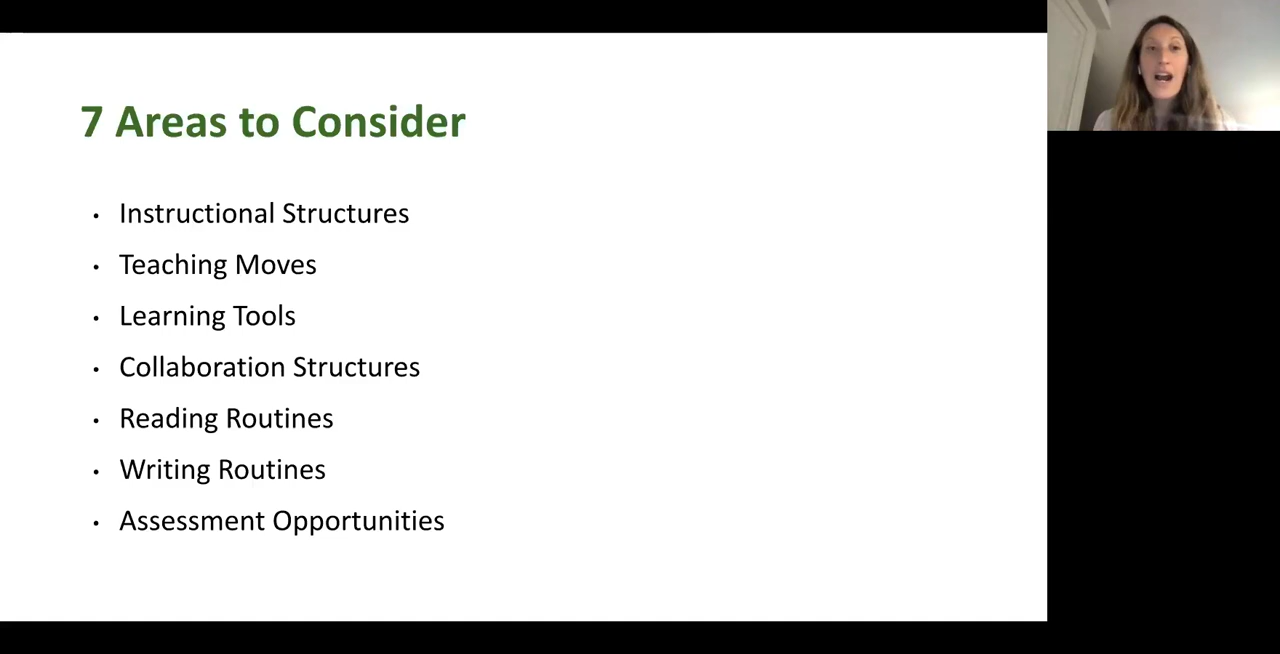 7 Areas to Consider
• Instructional Structures
• Teaching Moves
• Learning Tools
• Collaboration Structures
• Reading Routines
• Writing Routines
• Assessment Opportunities